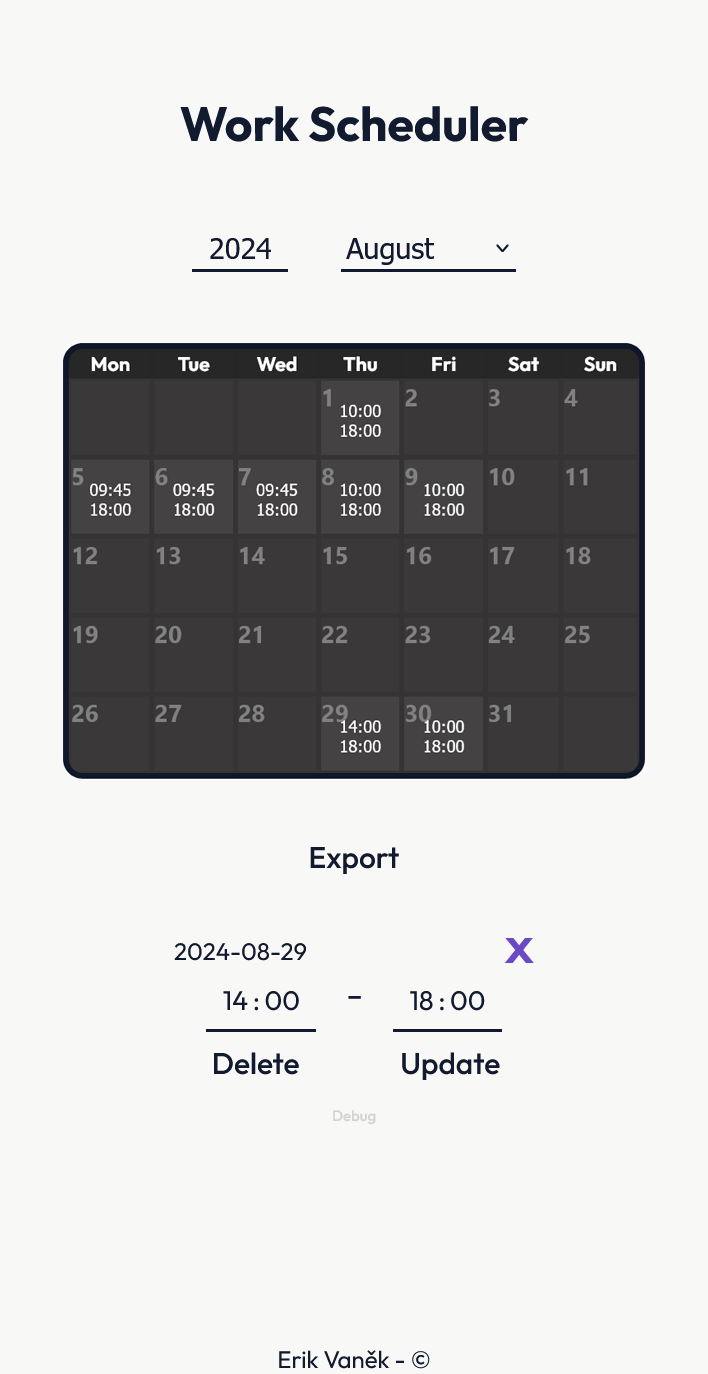 Work Scheduler
2024 August
Mon Tue Wed Thu Fri Sat Sun
1 2 3 4
10:00
18:00
5 6 7 8 9 10 11
09:45 09:45 09:45 10:00 10:00
18:00 18:00 18:00 18:00 18:00
12 13 14 15 16 17 18
19 20 21 22 23 24 25
26 27 28 29 30 31
14:00 10:00
18:00 18:00
Export
2024-08-29 X
14:00 - 18:00
Delete Update
Debug
Erik Vaněk - ©